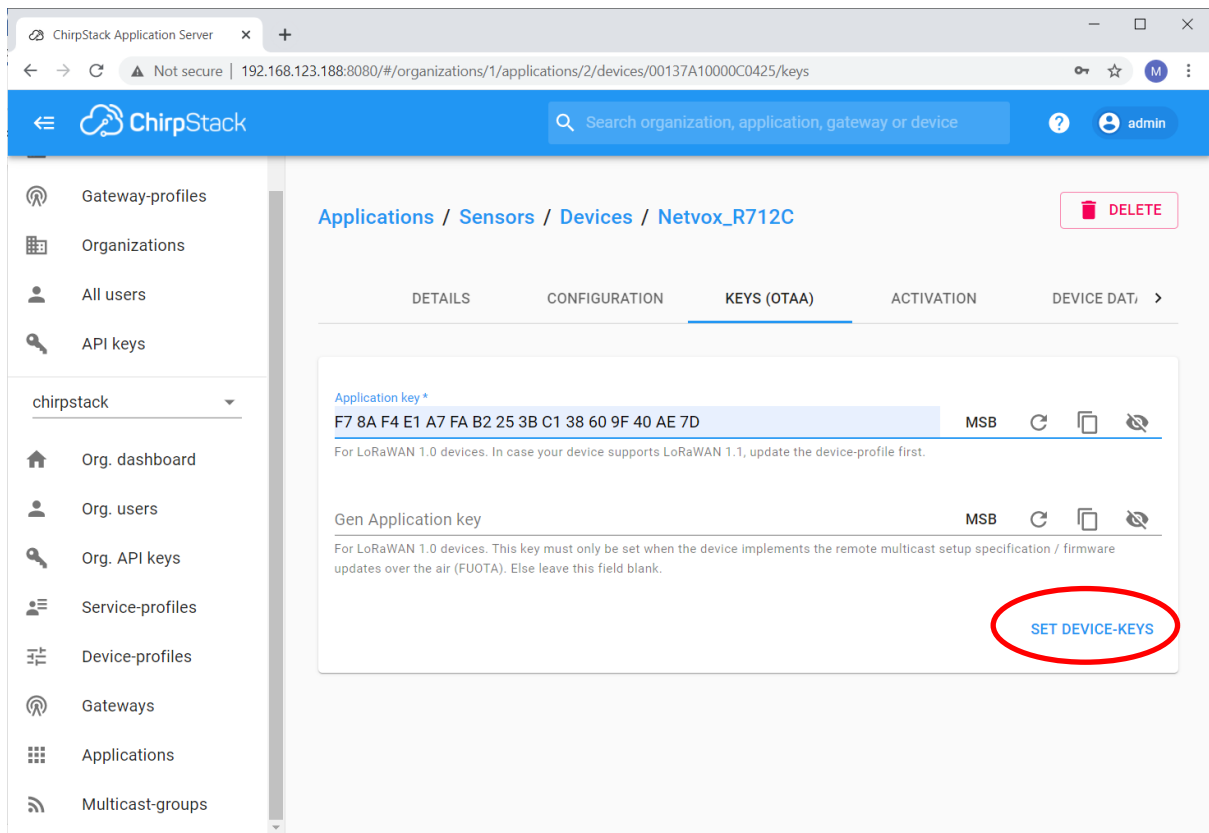 ChirpStack Application Server
Not secure | 192.168.123.188:8080/#/organizations/1/applications/2/devices/00137A10000C0425/keys
M
ChirpStack
Search organization, application, gateway or device
?
admin
Gateway-profiles
Organizations
All users
API keys
chirpstack
Org. dashboard
Org. users
Org. API keys
Service-profiles
Device-profiles
Gateways
Applications
Multicast-groups
Applications / Sensors / Devices / Netvox_R712C
DELETE
DETAILS CONFIGURATION KEYS (OTAA) ACTIVATION DEVICE DATA
Application key *
F7 8A F4 E1 A7 FA B2 25 3B C1 38 60 9F 40 AE 7D MSB
For LoRaWAN 1.0 devices. In case your device supports LoRaWAN 1.1, update the device-profile first.
Gen Application key MSB
For LoRaWAN 1.0 devices. This key must only be set when the device implements the remote multicast setup specification / firmware
updates over the air (FUOTA). Else leave this field blank.
SET DEVICE-KEYS